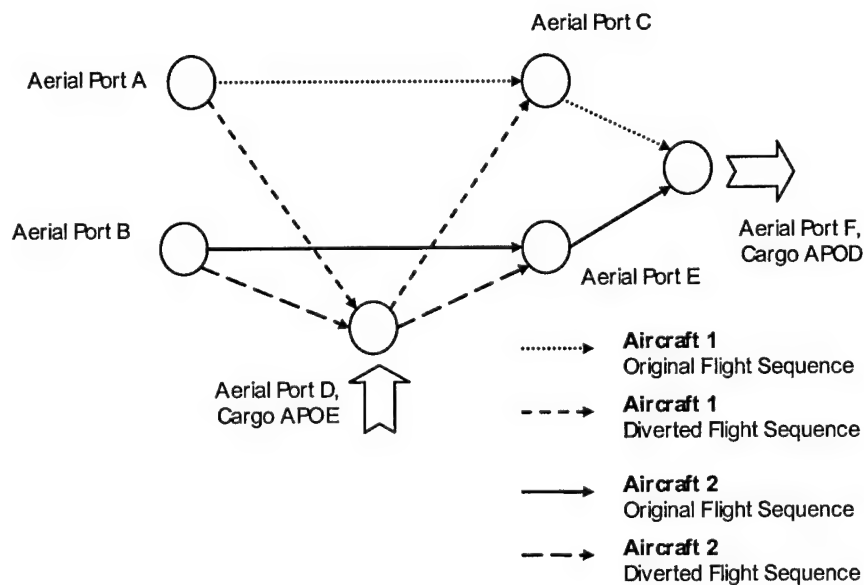 Aerial Port C
Aerial Port A
Aerial Port B
Aerial Port F,
Cargo APOD
Aerial Port E
Aerial Port D,
Cargo APOE
Aircraft 1
Original Flight Sequence
Aircraft 1
Diverted Flight Sequence
Aircraft 2
Original Flight Sequence
Aircraft 2
Diverted Flight Sequence